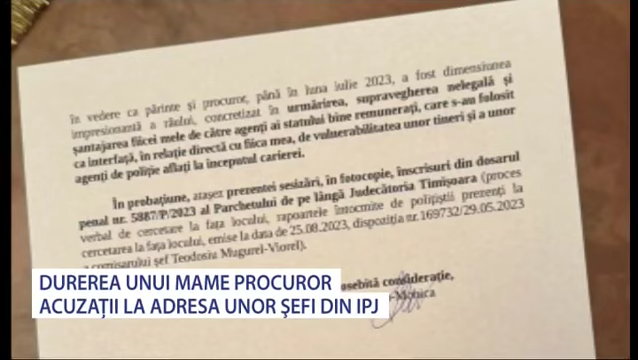 în vedere ca părinte și procuror, până în luna iulie 2023, a fost dimensiunea
impresionantă a răului, concretizat în urmărirea, supravegherea nelegală și
șantajarea fiicei mele de către agenți ai statului bine remunerați, care s-au folosit
ca interfață, în relație directă cu fiica mea, de vulnerabilitatea unor tineri și a unor
agenți de poliție aflați la începutul carierei.
În probațiune, atașez prezentei sesizări, în fotocopie, înscrisuri din dosarul
penal nr. 5887/P/2023 al Parchetului de pe lângă Judecătoria Timișoara (proces
verbal de cercetare la fața locului, rapoartele întocmite de polițiștii prezenți la
cercetarea la fața locului, emise la data de 25.08.2023, dispoziția nr.169732/29.05.2023
a comisarului șef Teodosiu Mugurel-Viorel).
osebită considerație,
-Monica
DUREREA UNUI MAME PROCUROR
ACUZAȚII LA ADRESA UNOR ŞEFI DIN IPJ